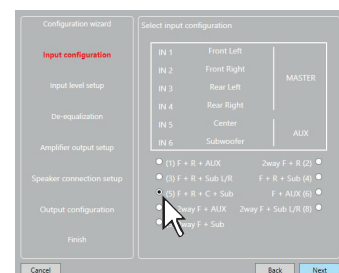 Configuration wizard
Input configuration
Input level setup
De-equalization
Amplifier output setup
Speaker connection setup
Output configuration
Finish
Select input configuration
IN 1 Front Left
IN 2 Front Right
IN 3 Rear Left
IN 4 Rear Right
MASTER
IN 5 Center
IN 6 Subwoofer
AUX
(1) F + R + AUX 2way F + R (2)
(3) F + R + Sub L/R F + R + Sub (4)
(5) F + R + C + Sub F + AUX (6)
2way F + AUX 2way F + Sub L/R (8)
2way F + Sub
Cancel Back Next